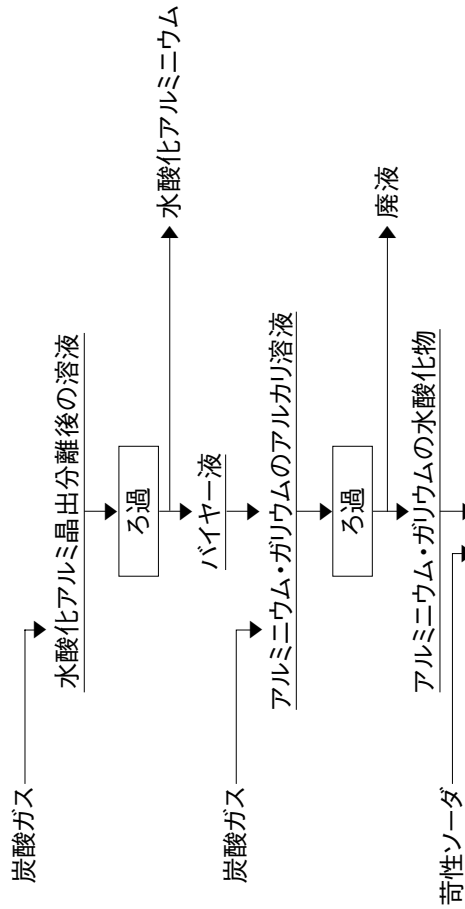 炭酸ガス
水酸化アルミ晶出分離後の溶液
ろ過
水酸化アルミニウム
バイヤー液
炭酸ガス
アルミニウム・ガリウムのアルカリ溶液
ろ過
廃液
アルミニウム・ガリウムの水酸化物
苛性ソーダ